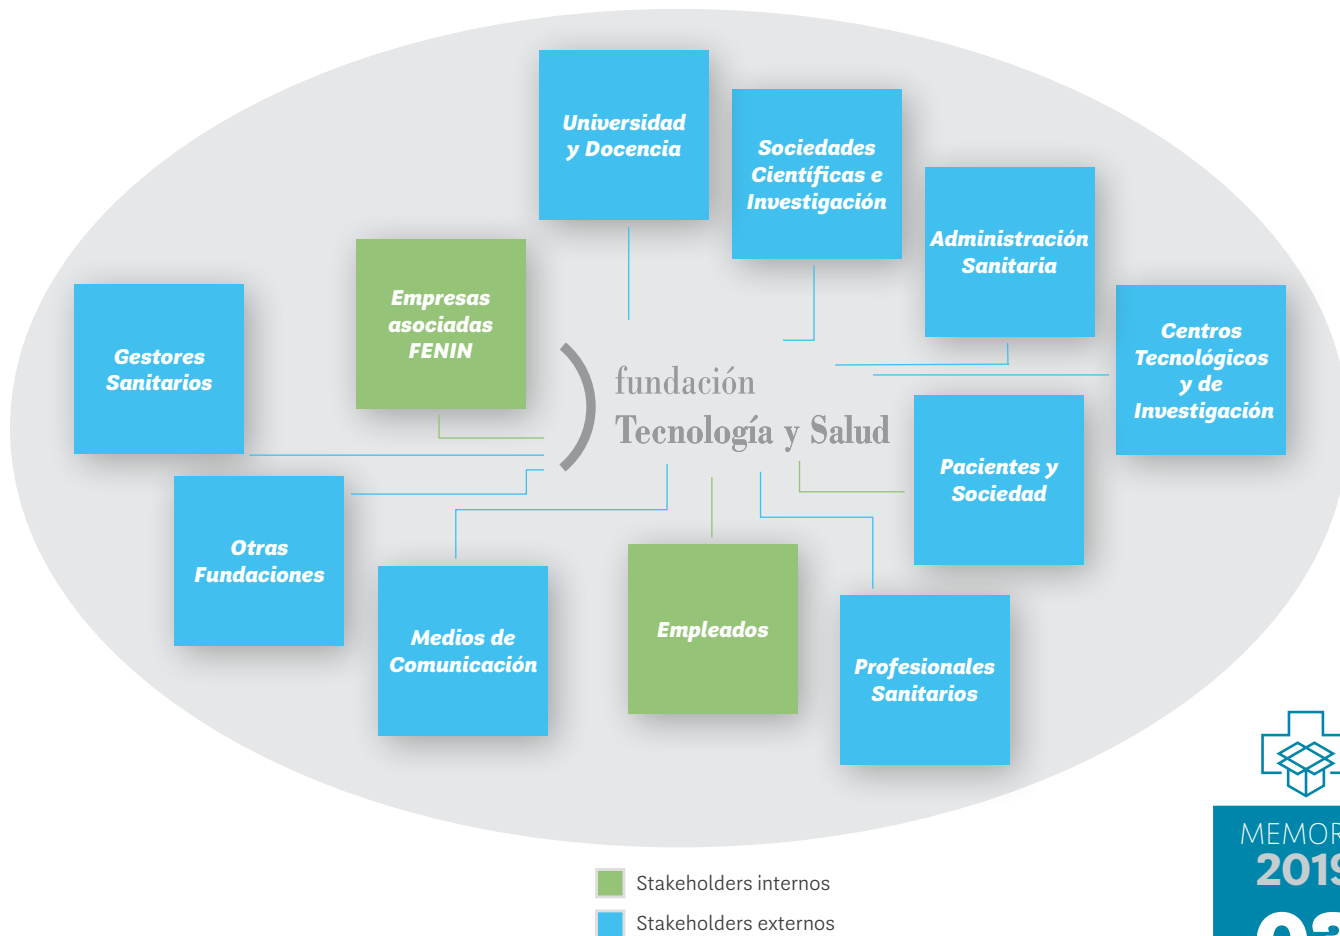 Universidad
y Docencia
Sociedades
Científicas e
Investigación
Administración
Sanitaria
Empresas
asociadas
FENIN
Gestores
Sanitarios
Centros
Tecnológicos
y de
Investigación
fundación
Tecnología y Salud
Pacientes y
Sociedad
Otras
Fundaciones
Medios de
Comunicación
Empleados
Profesionales
Sanitarios
Stakeholders internos
Stakeholders externos
2019